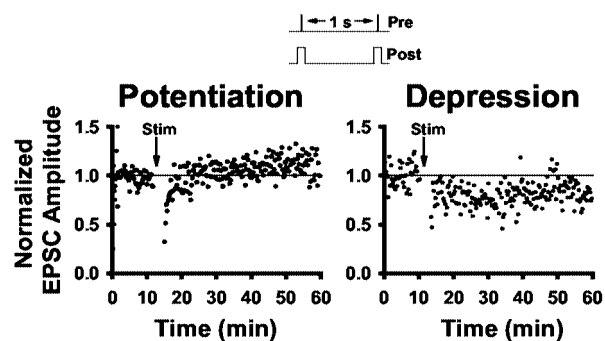 1 s Pre
Post
Potentiation
Depression
Normalized
EPSC Amplitude
1.5
1.0
0.5
0.0
Stim
0 10 20 30 40 50 60
Time (min)
1.5
1.0
0.5
0.0
Stim
0 10 20 30 40 50 60
Time (min)